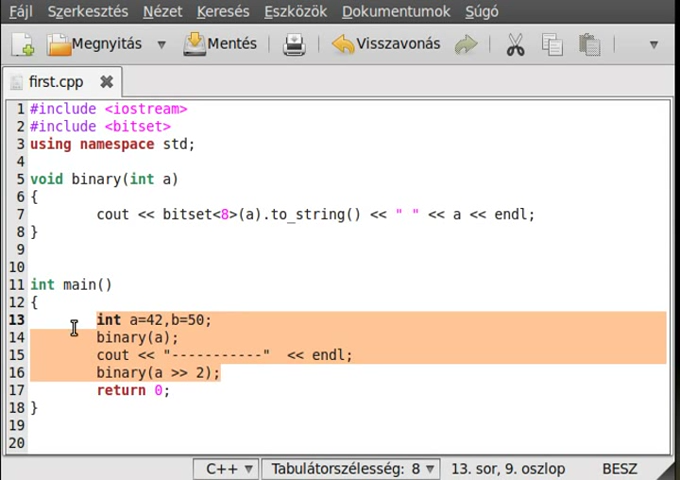 Fájl Szerkesztés Nézet Keresés Eszközök Dokumentumok Súgó
Megnyitás Mentés Visszavonás
first.cpp
1 #include <iostream>
2 #include <bitset>
3 using namespace std;
4
5 void binary(int a)
6 {
7 cout << bitset<8>(a).to_string() << " " << a << endl;
8 }
9
10
11 int main()
12 {
13 int a=42,b=50;
14 binary(a);
15 cout << "-----------" << endl;
16 binary(a >> 2);
17 return 0;
18 }
19
20
C++ Tabulátorszélesség: 8 13. sor, 9. oszlop BESZ